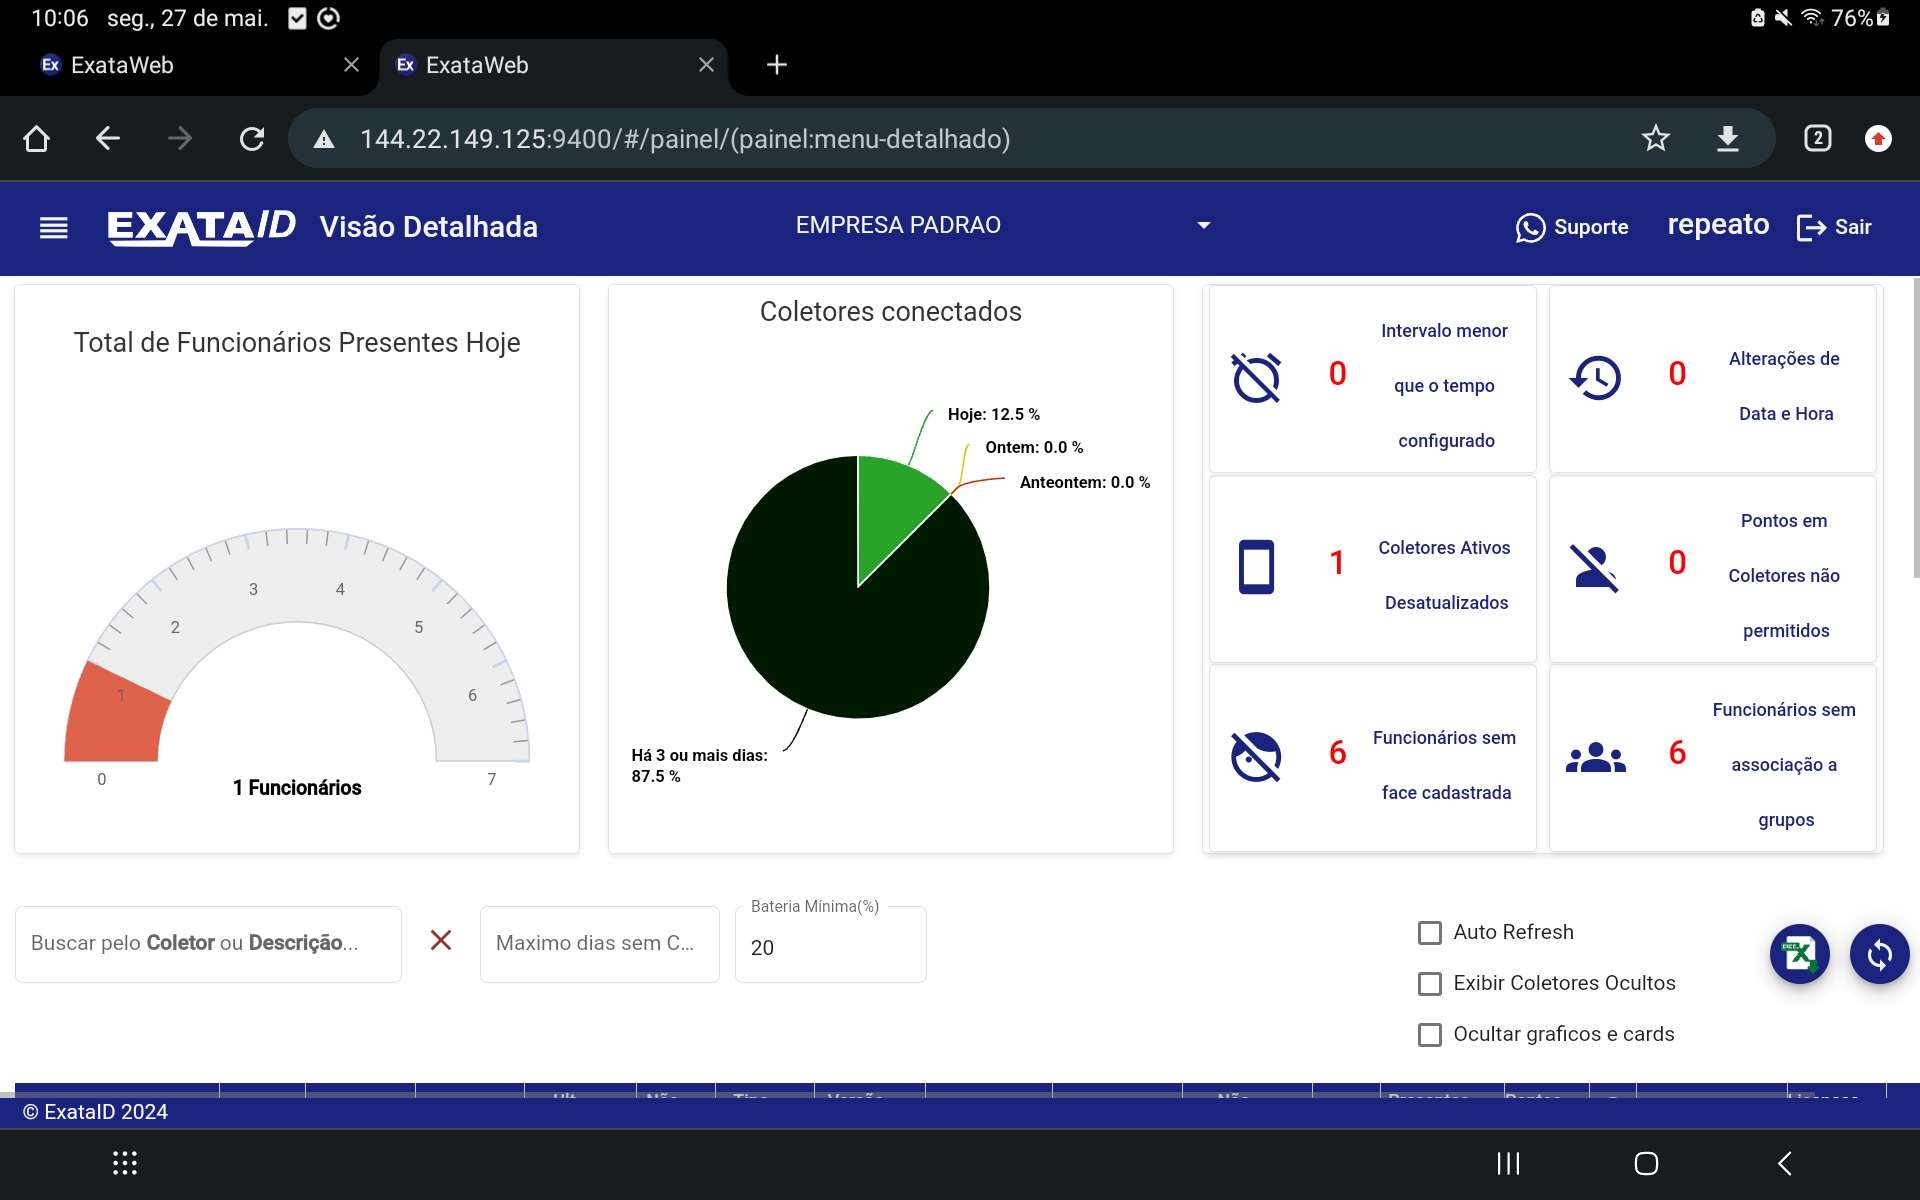 10:06 seg., 27 de mai.
76%
Ex ExataWeb
Ex ExataWeb
144.22.149.125:9400/#/painel/(painel:menu-detalhado)
2
EXATAID Visão Detalhada
EMPRESA PADRAO
Suporte
repeato
Sair
Total de Funcionários Presentes Hoje
0
1
2
3
4
5
6
7
1 Funcionários
Coletores conectados
Hoje: 12.5 %
Ontem: 0.0 %
Anteontem: 0.0 %
Há 3 ou mais dias:
87.5 %
0
Intervalo menor
que o tempo
configurado
0
Alterações de
Data e Hora
1
Coletores Ativos
Desatualizados
0
Pontos em
Coletores não
permitidos
6
Funcionários sem
face cadastrada
6
Funcionários sem
associação a
grupos
Buscar pelo Coletor ou Descrição...
Maximo dias sem C...
Bateria Mínima(%)
20
Auto Refresh
Exibir Coletores Ocultos
Ocultar graficos e cards
© ExataID 2024